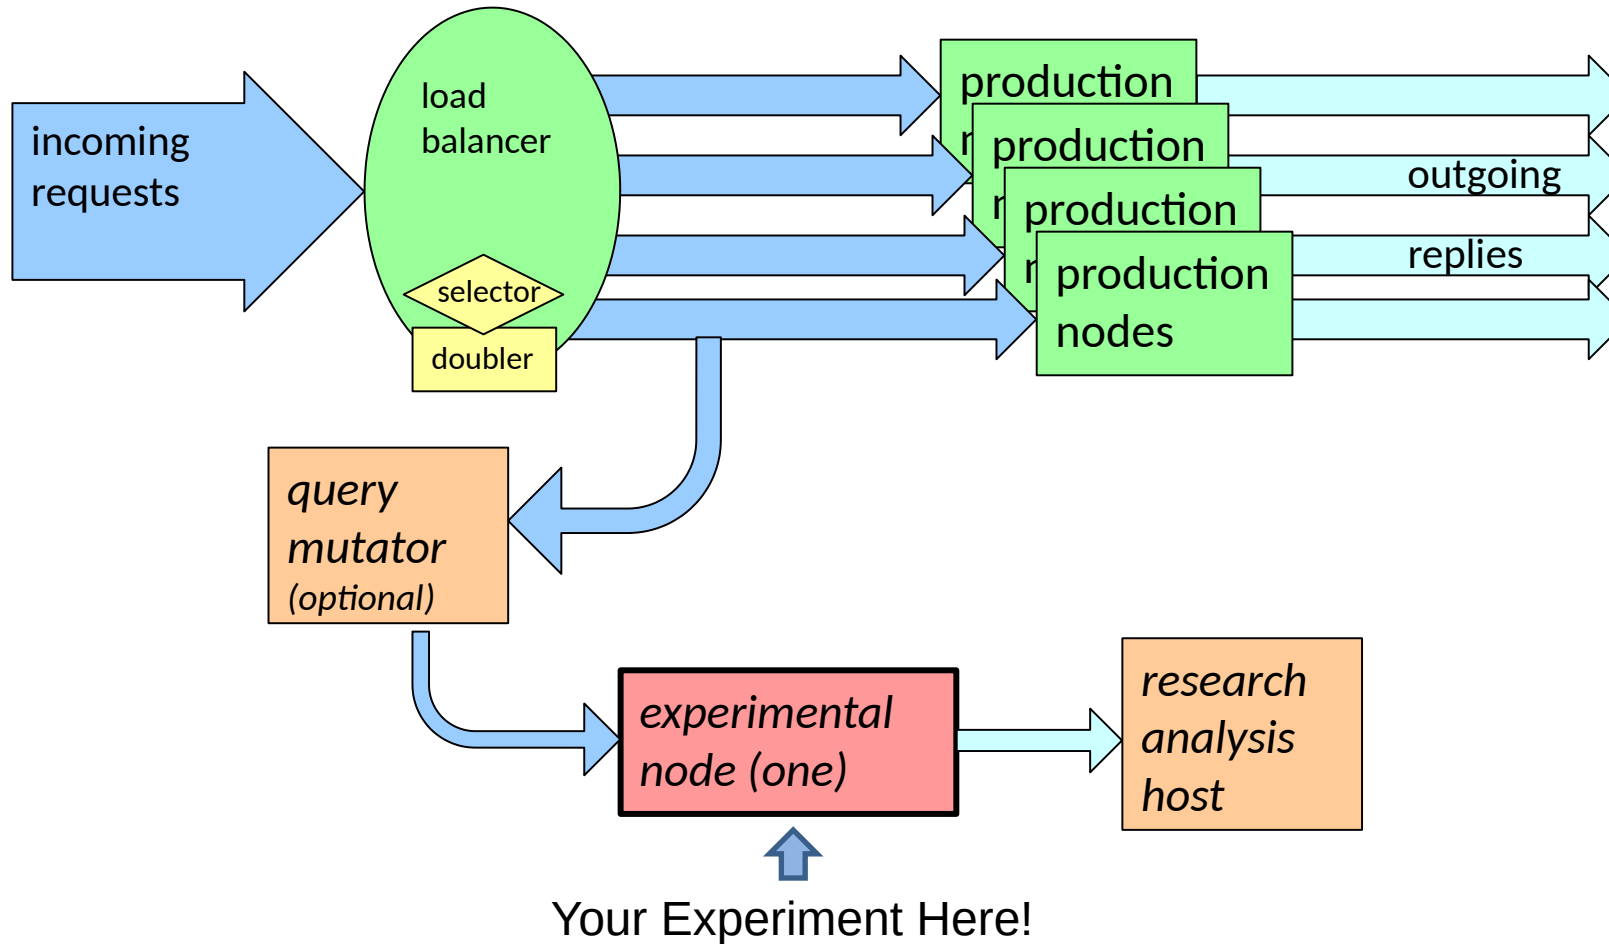 incoming
requests
load
balancer
selector
doubler
production
n
production
n
production
n
production
nodes
outgoing
replies
query
mutator
(optional)
experimental
node (one)
research
analysis
host
Your Experiment Here!